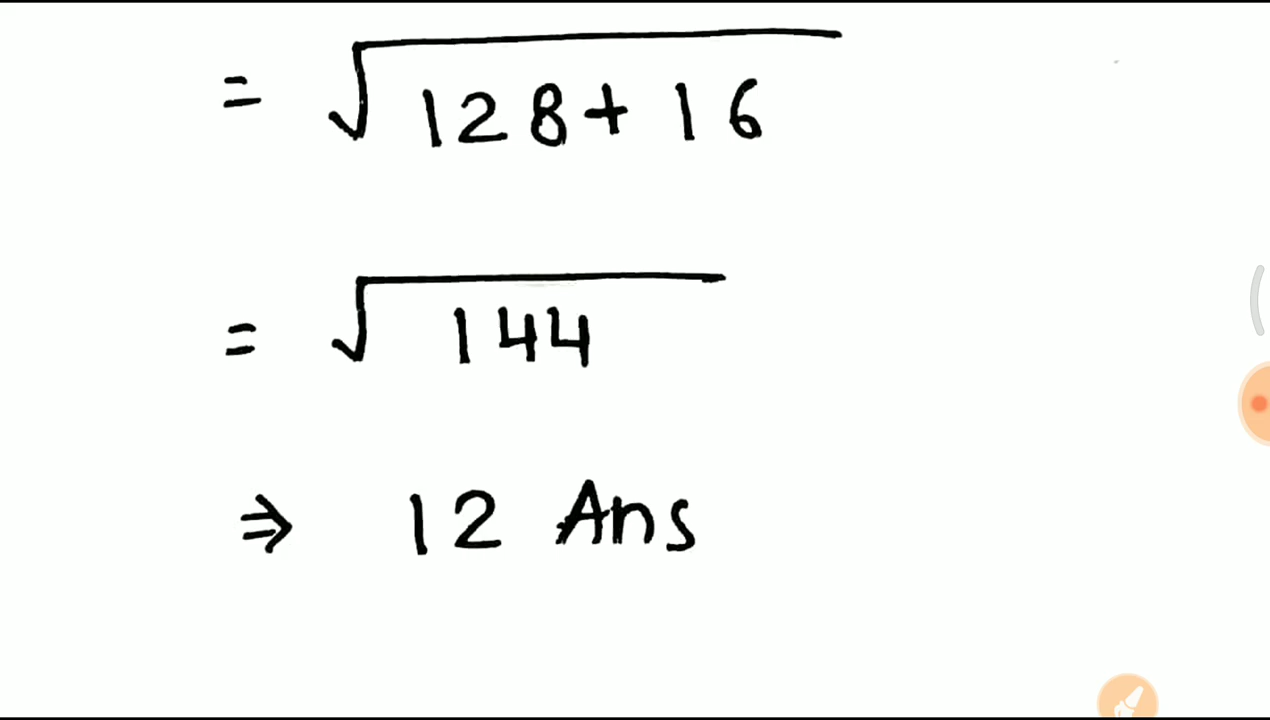 = √128+16
= √144
⇒ 12 Ans